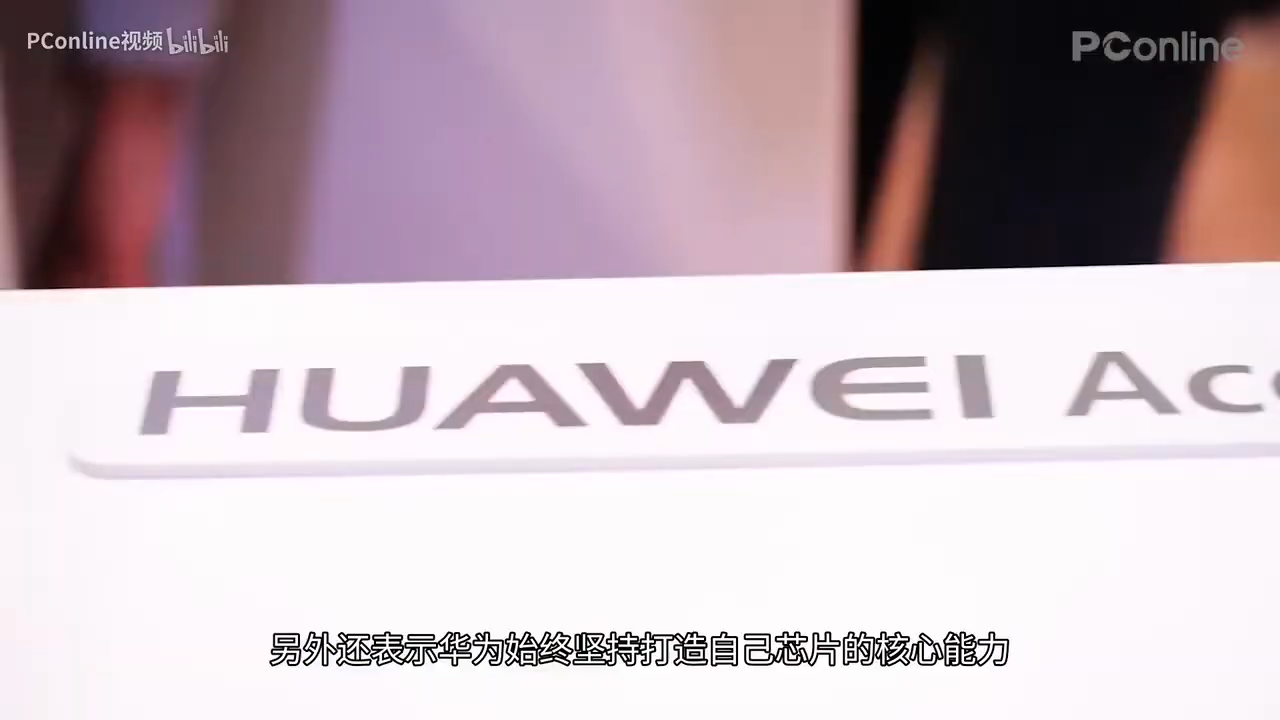 PConline视频 bilibili
PConline
HUAWEI Acc
另外还表示华为始终坚持打造自己芯片的核心能力